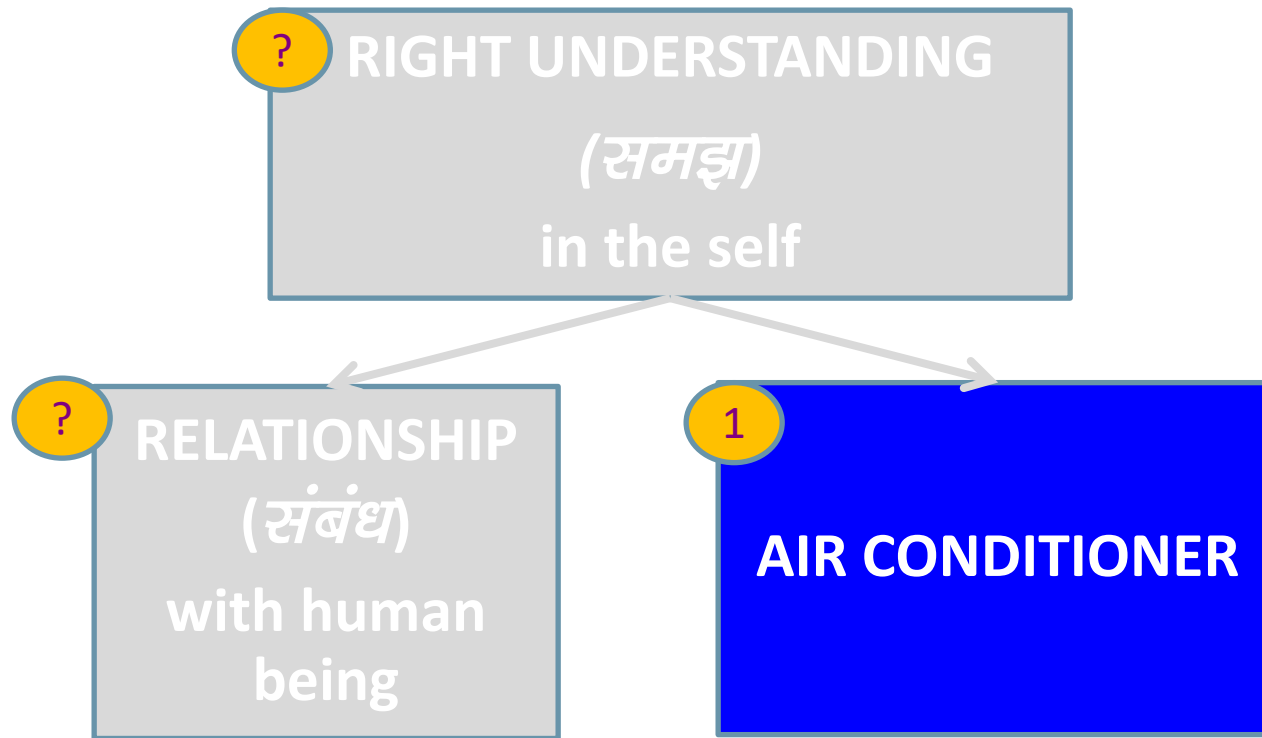 ?
RIGHT UNDERSTANDING
(समझ)
in the self
?
RELATIONSHIP
(संबंध)
with human
being
1
AIR CONDITIONER